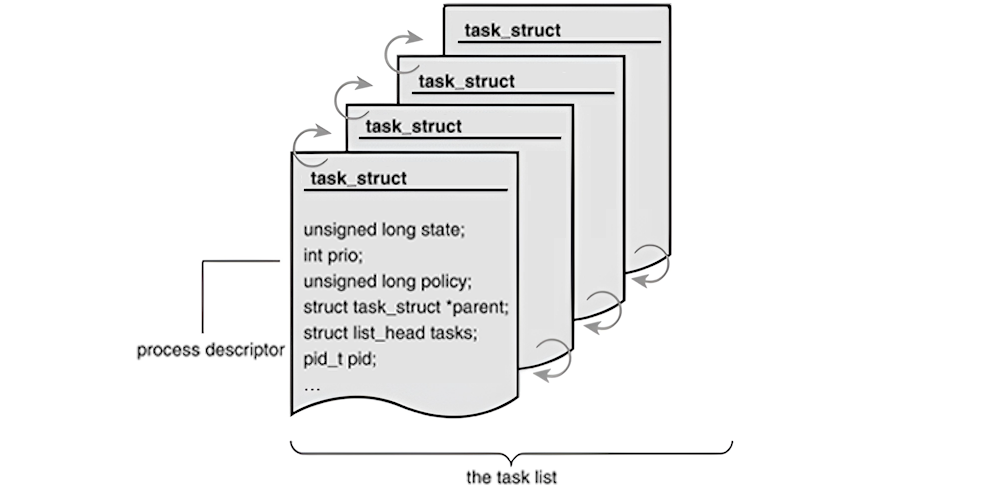 task_struct
task_struct
task_struct
task_struct
unsigned long state;
int prio;
unsigned long policy;
struct task_struct *parent;
struct list_head tasks;
pid_t pid;
...
process descriptor
the task list